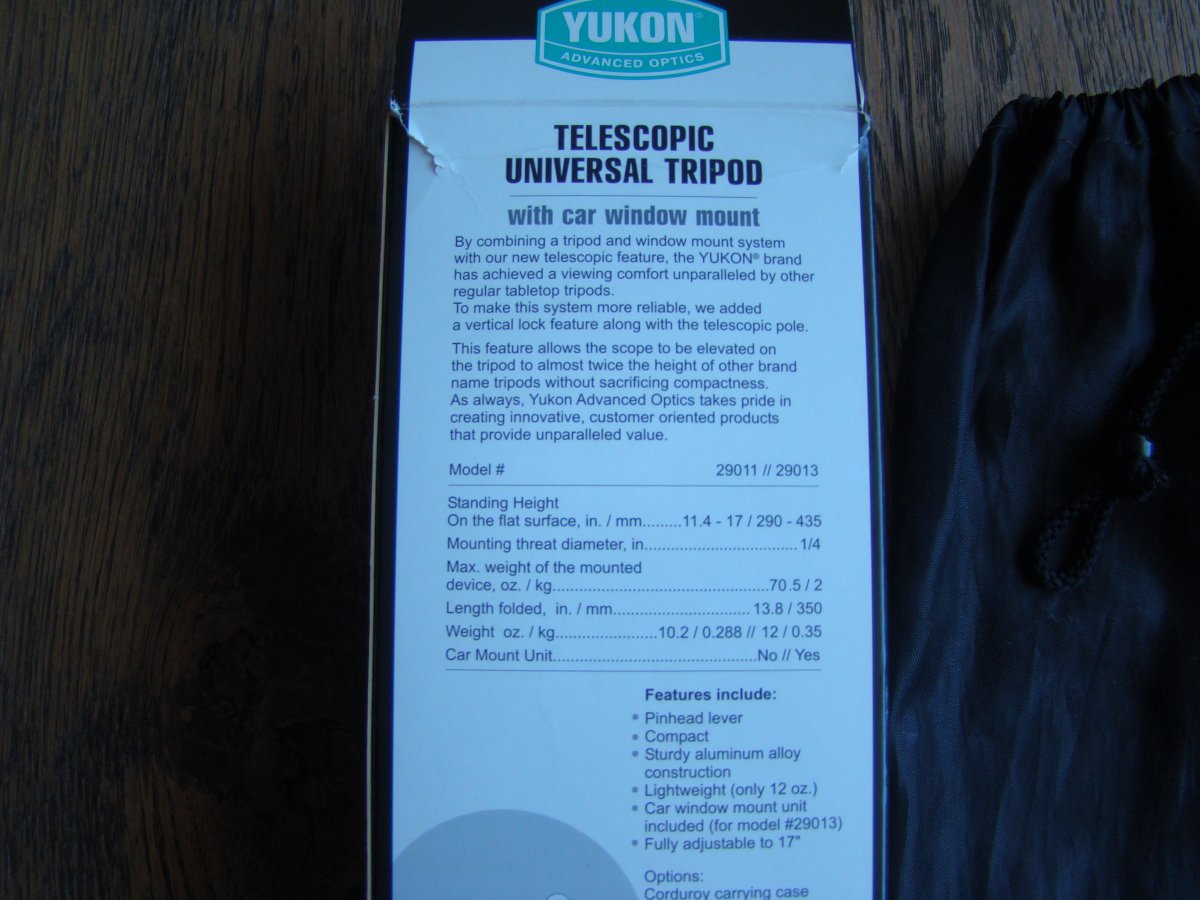 YUKON®
ADVANCED OPTICS
TELESCOPIC
UNIVERSAL TRIPOD
with car window mount
By combining a tripod and window mount system
with our new telescopic feature, the YUKON® brand
has achieved a viewing comfort unparalleled by other
regular tabletop tripods.
To make this system more reliable, we added
a vertical lock feature along with the telescopic pole.
This feature allows the scope to be elevated on
the tripod to almost twice the height of other brand
name tripods without sacrificing compactness.
As always, Yukon Advanced Optics takes pride in
creating innovative, customer oriented products
that provide unparalleled value.
Model # 29011 // 29013
Standing Height
On the flat surface, in. / mm.........11.4 - 17 / 290 - 435
Mounting threat diameter, in.................................. 1/4
Max. weight of the mounted
device, oz. / kg....................................................70.5 / 2
Length folded, in. / mm.............................. 13.8 / 350
Weight oz. / kg.......................10.2 / 0.288 // 12 / 0.35
Car Mount Unit.............................................No // Yes
Features include:
• Pinhead lever
• Compact
• Sturdy aluminum alloy
construction
• Lightweight (only 12 oz.)
• Car window mount unit
included (for model #29013)
• Fully adjustable to 17"
Options:
Corduroy carrying case